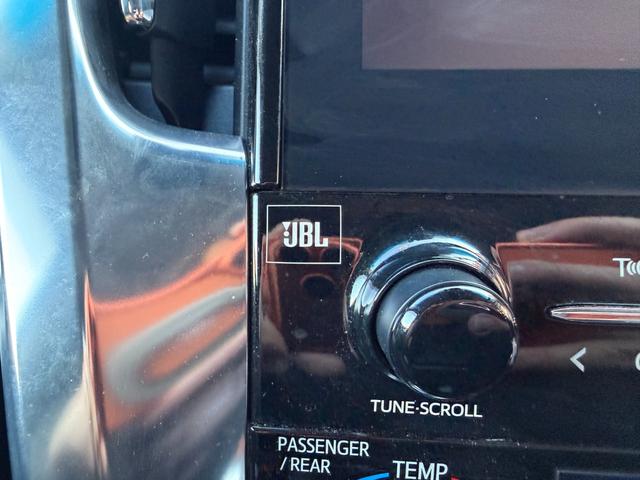 JBL
T
TUNE-SCROLL
PASSENGER
/REAR
TEMP